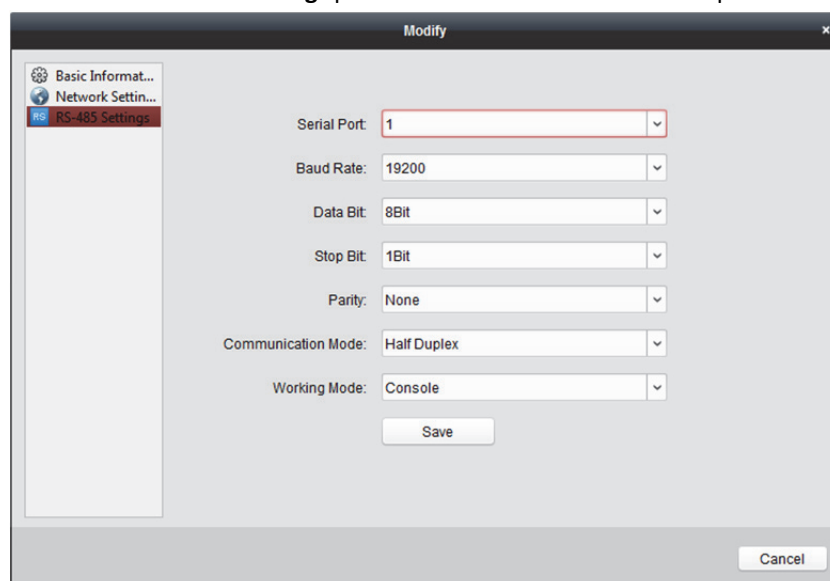 Modify
×
Basic Informat...
Network Settin...
RS RS-485 Settings
Serial Port: 1
Baud Rate: 19200
Data Bit: 8Bit
Stop Bit: 1Bit
Parity: None
Communication Mode: Half Duplex
Working Mode: Console
Save
Cancel